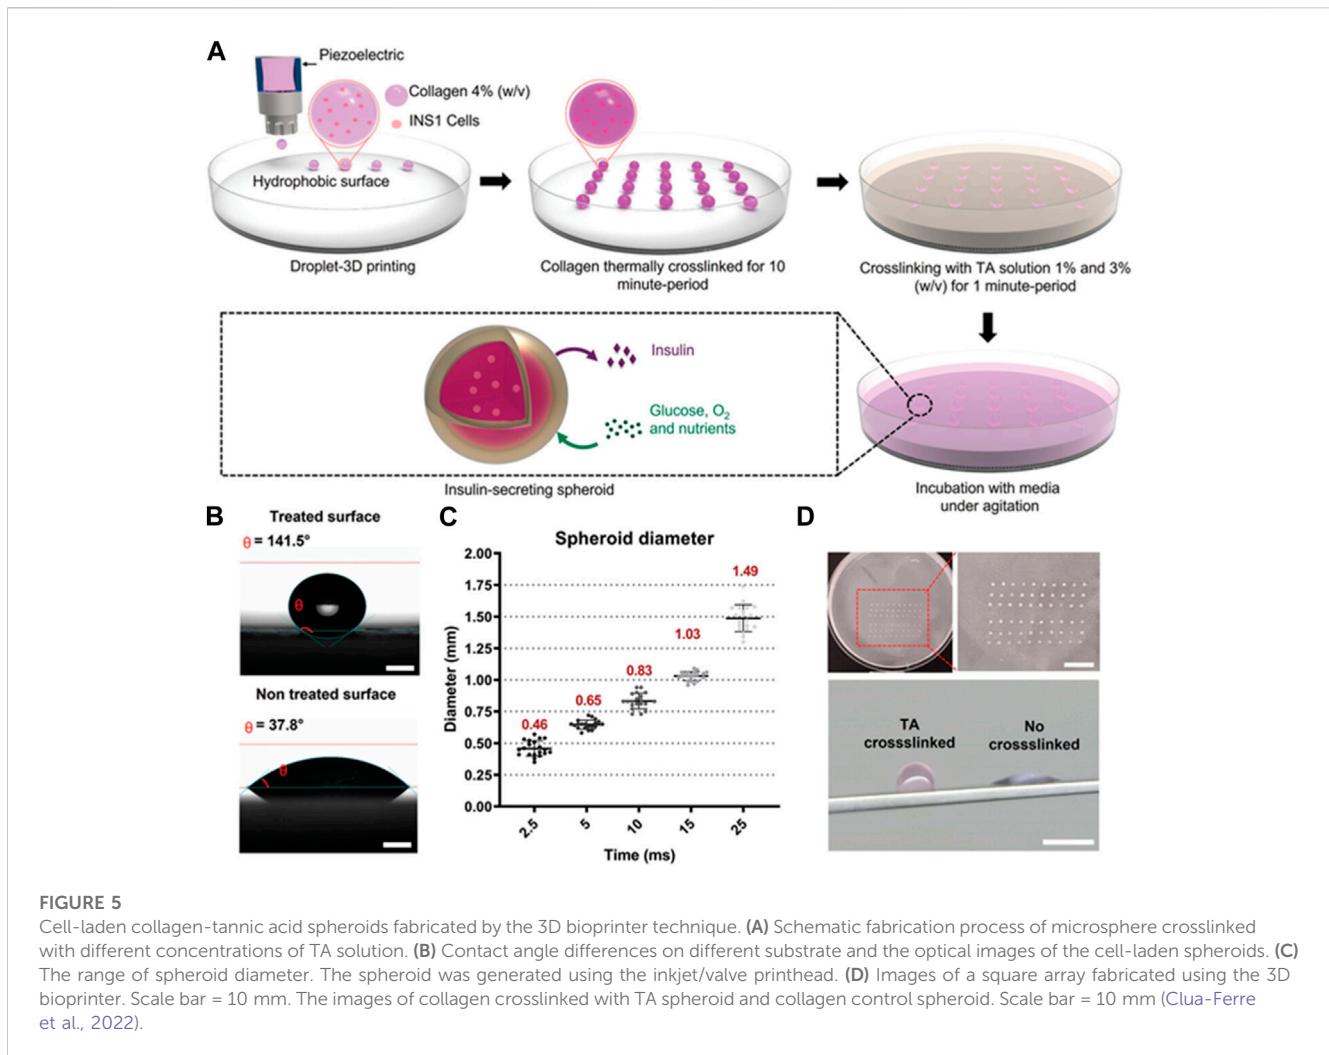 A
Piezoelectric
Collagen 4% (w/v)
INS1 Cells
Hydrophobic surface
Droplet-3D printing
Collagen thermally crosslinked for 10
minute-period
Crosslinking with TA solution 1% and 3%
(w/v) for 1 minute-period
Insulin
Glucose, O2
and nutrients
Insulin-secreting spheroid
Incubation with media
under agitation
B
Treated surface
θ = 141.5°
θ
Non treated surface
θ = 37.8°
θ
C
Spheroid diameter
Diameter (mm)
2.00
1.75
1.50
1.25
1.00
0.75
0.50
0.25
0.00
0.46
0.65
0.83
1.03
1.49
2.5
5
10
15
25
Time (ms)
D
TA
crossslinked
No
crossslinked
FIGURE 5
Cell-laden collagen-tannic acid spheroids fabricated by the 3D bioprinter technique. (A) Schematic fabrication process of microsphere crosslinked
with different concentrations of TA solution. (B) Contact angle differences on different substrate and the optical images of the cell-laden spheroids. (C)
The range of spheroid diameter. The spheroid was generated using the inkjet/valve printhead. (D) Images of a square array fabricated using the 3D
bioprinter. Scale bar = 10 mm. The images of collagen crosslinked with TA spheroid and collagen control spheroid. Scale bar = 10 mm (Clua-Ferre
et al., 2022).